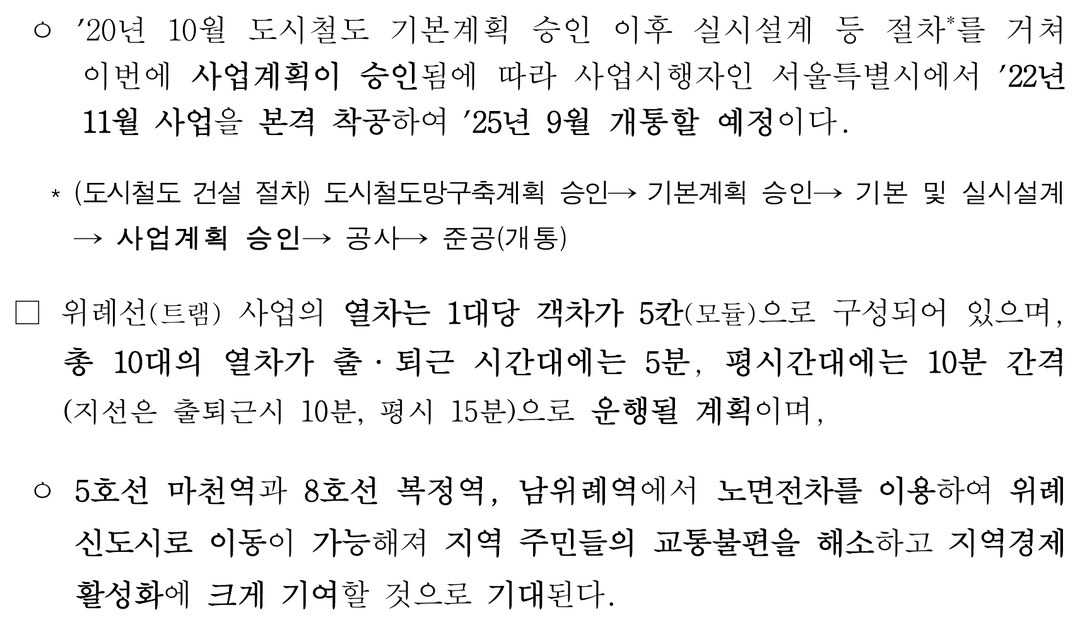 ○ ′20년 10월 도시철도 기본계획 승인 이후 실시설계 등 절차*를 거쳐
이번에 사업계획이 승인됨에 따라 사업시행자인 서울특별시에서 ′22년
11월 사업을 본격 착공하여 ′25년 9월 개통할 예정이다.
* (도시철도 건설 절차) 도시철도망구축계획 승인→ 기본계획 승인→ 기본 및 실시설계
→ 사업계획 승인→ 공사→ 준공(개통)
□ 위례선(트램) 사업의 열차는 1대당 객차가 5칸(모듈)으로 구성되어 있으며,
총 10대의 열차가 출·퇴근 시간대에는 5분, 평시간대에는 10분 간격
(지선은 출퇴근시 10분, 평시 15분)으로 운행될 계획이며,
○ 5호선 마천역과 8호선 복정역, 남위례역에서 노면전차를 이용하여 위례
신도시로 이동이 가능해져 지역 주민들의 교통불편을 해소하고 지역경제
활성화에 크게 기여할 것으로 기대된다.